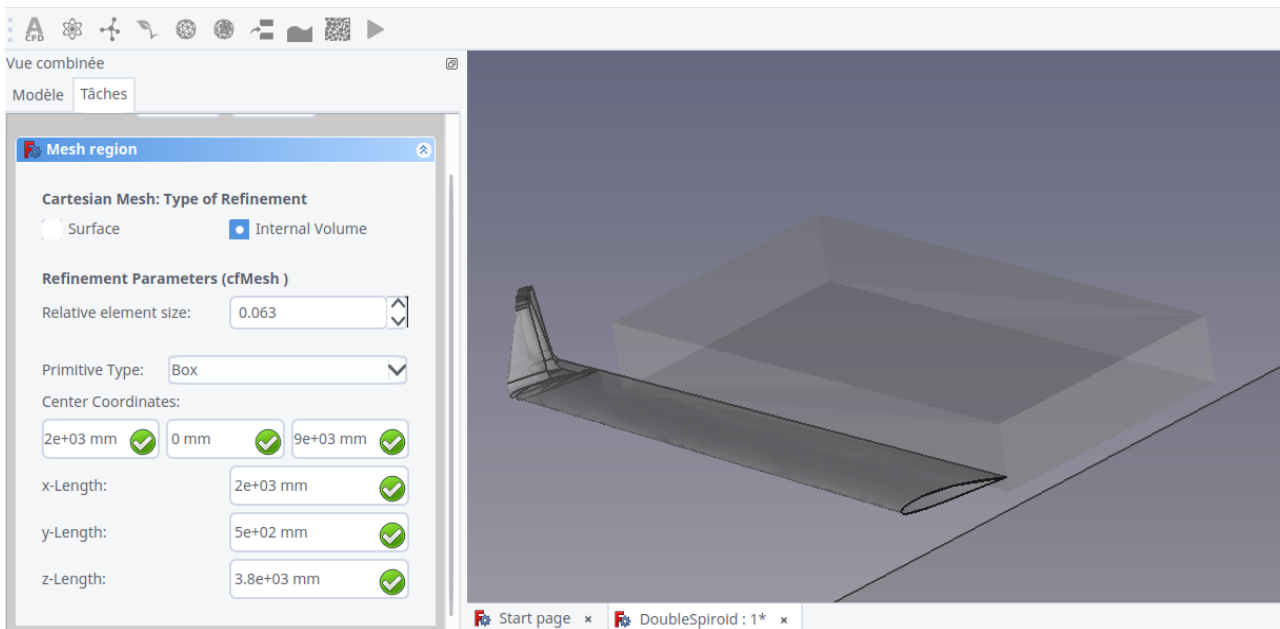 A
CFD
Vue combinée
Modèle Tâches
Mesh region
Cartesian Mesh: Type of Refinement
Surface Internal Volume
Refinement Parameters (cfMesh )
Relative element size: 0.063
Primitive Type: Box
Center Coordinates:
2e+03 mm 0 mm 9e+03 mm
x-Length: 2e+03 mm
y-Length: 5e+02 mm
z-Length: 3.8e+03 mm
Start page × DoubleSpiroid : 1* ×